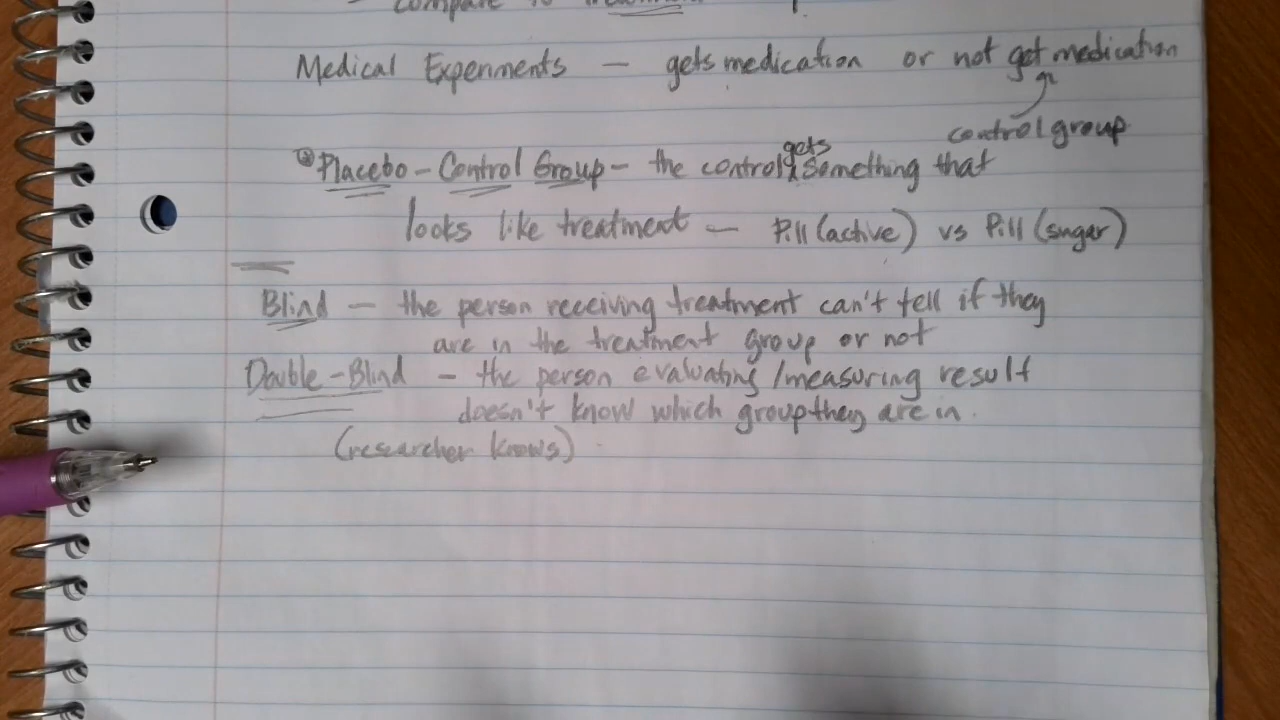 compare to treatment
Medical Experiments — gets medication or not get medication
control group
Placebo - Control Group - the control gets something that
looks like treatment — Pill (active) vs Pill (sugar)
Blind — the person receiving treatment can't tell if they
are in the treatment group or not
Double-Blind - the person evaluating/measuring result
doesn't know which group they are in.
(researcher knows)